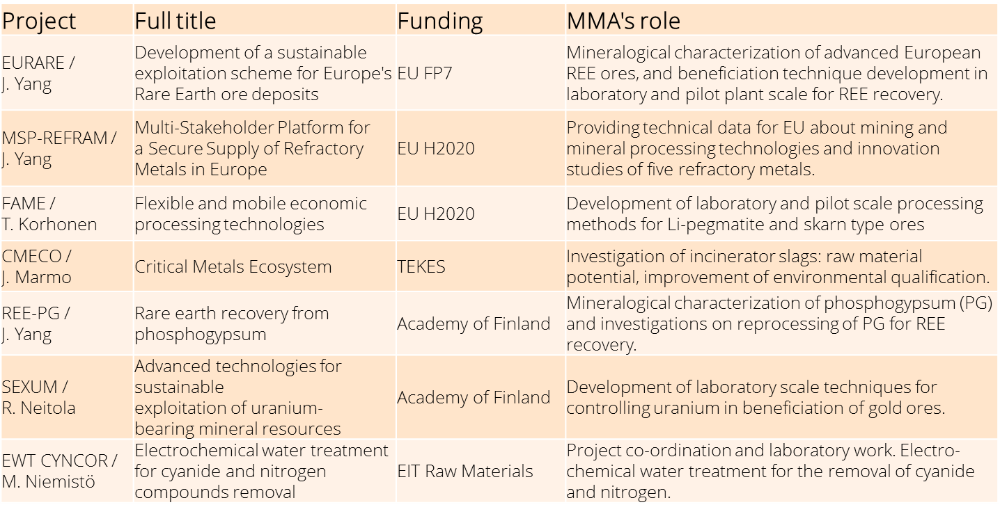 Project
Full title
Funding
MMA's role
EURARE /
J. Yang
Development of a sustainable
exploitation scheme for Europe's
Rare Earth ore deposits
EU FP7
Mineralogical characterization of advanced European
REE ores, and beneficiation technique development in
laboratory and pilot plant scale for REE recovery.
MSP-REFRAM /
J. Yang
Multi-Stakeholder Platform for
a Secure Supply of Refractory
Metals in Europe
EU H2020
Providing technical data for EU about mining and
mineral processing technologies and innovation
studies of five refractory metals.
FAME /
T. Korhonen
Flexible and mobile economic
processing technologies
EU H2020
Development of laboratory and pilot scale processing
methods for Li-pegmatite and skarn type ores
CMECO /
J. Marmo
Critical Metals Ecosystem
TEKES
Investigation of incinerator slags: raw material
potential, improvement of environmental qualification.
REE-PG /
J. Yang
Rare earth recovery from
phosphogypsum
Academy of Finland
Mineralogical characterization of phosphogypsum (PG)
and investigations on reprocessing of PG for REE
recovery.
SEXUM /
R. Neitola
Advanced technologies for
sustainable
exploitation of uranium-
bearing mineral resources
Academy of Finland
Development of laboratory scale techniques for
controlling uranium in beneficiation of gold ores.
EWT CYNCOR /
M. Niemistö
Electrochemical water treatment
for cyanide and nitrogen
compounds removal
EIT Raw Materials
Project co-ordination and laboratory work. Electro-
chemical water treatment for the removal of cyanide
and nitrogen.